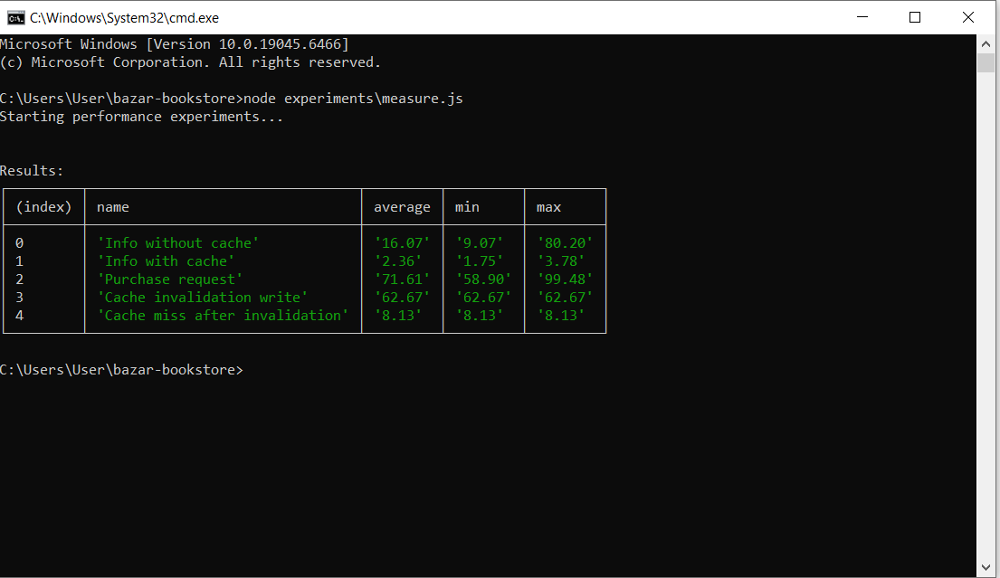 C:\Windows\System32\cmd.exe
Microsoft Windows [Version 10.0.19045.6466]
(c) Microsoft Corporation. All rights reserved.
C:\Users\User\bazar-bookstore>node experiments\measure.js
Starting performance experiments...
Results:
(index) name average min max
0 'Info without cache' '16.07' '9.07' '80.20'
1 'Info with cache' '2.36' '1.75' '3.78'
2 'Purchase request' '71.61' '58.90' '99.48'
3 'Cache invalidation write' '62.67' '62.67' '62.67'
4 'Cache miss after invalidation' '8.13' '8.13' '8.13'
C:\Users\User\bazar-bookstore>